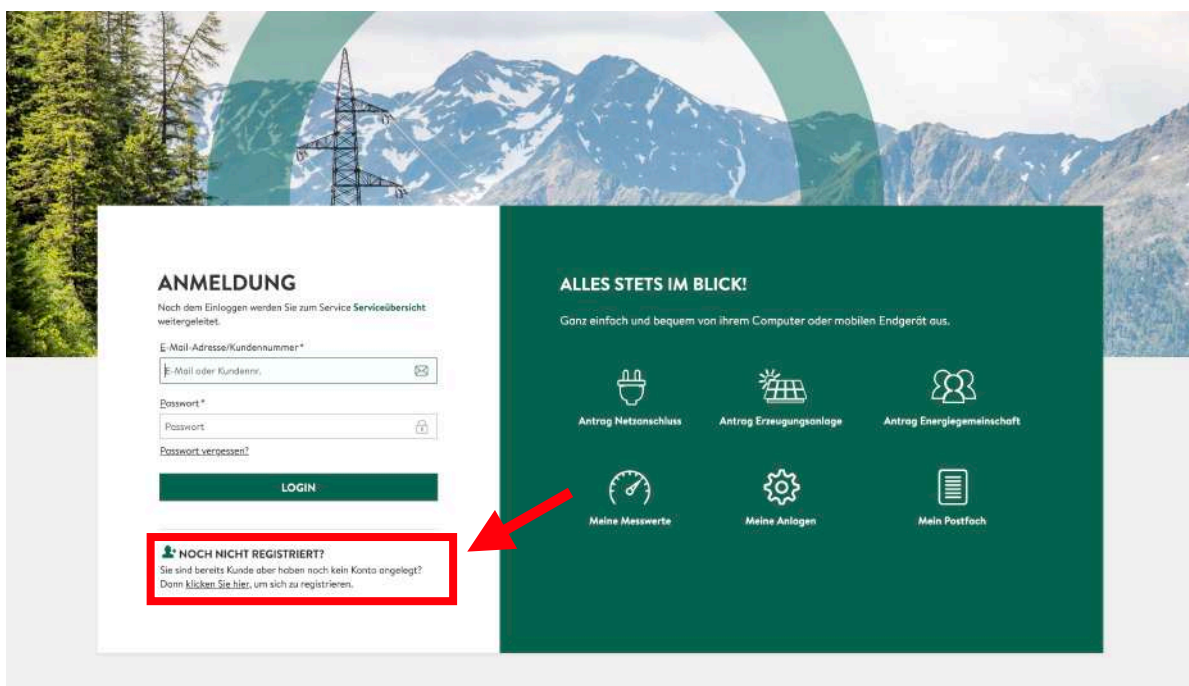 ANMELDUNG
Nach dem Einloggen werden Sie zum Service Serviceübersicht
weitergeleitet.
E-Mail-Adresse/Kundennummer*
E-Mail oder Kundennr.
Passwort*
Passwort
Passwort vergessen?
LOGIN
NOCH NICHT REGISTRIERT?
Sie sind bereits Kunde aber haben noch kein Konto angelegt?
Dann klicken Sie hier, um sich zu registrieren.
ALLES STETS IM BLICK!
Ganz einfach und bequem von ihrem Computer oder mobilen Endgerät aus.
Antrag Netzanschluss
Antrag Erzeugungsanlage
Antrag Energiegemeinschaft
Meine Messwerte
Meine Anlagen
Mein Postfach